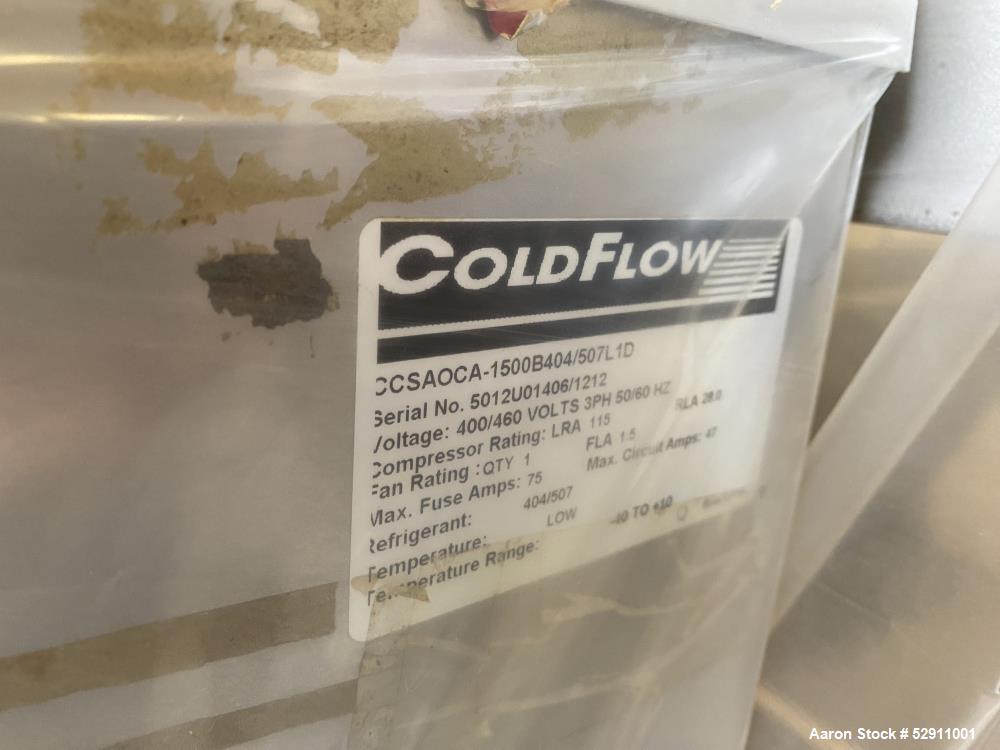 COLDFLOW
CCSAOCA-1500B404/507L1D
Serial No. 5012U01406/1212
Voltage: 400/460 VOLTS 3PH 50/60 HZ
Compressor Rating: LRA 115 RLA 28.0
Fan Rating :QTY 1 FLA 1.5
Max. Fuse Amps: 75 Max. Circuit Amps: 47
Refrigerant: 404/507
Temperature: LOW
Temperature Range: -40 TO +10
Aaron Stock # 52911001